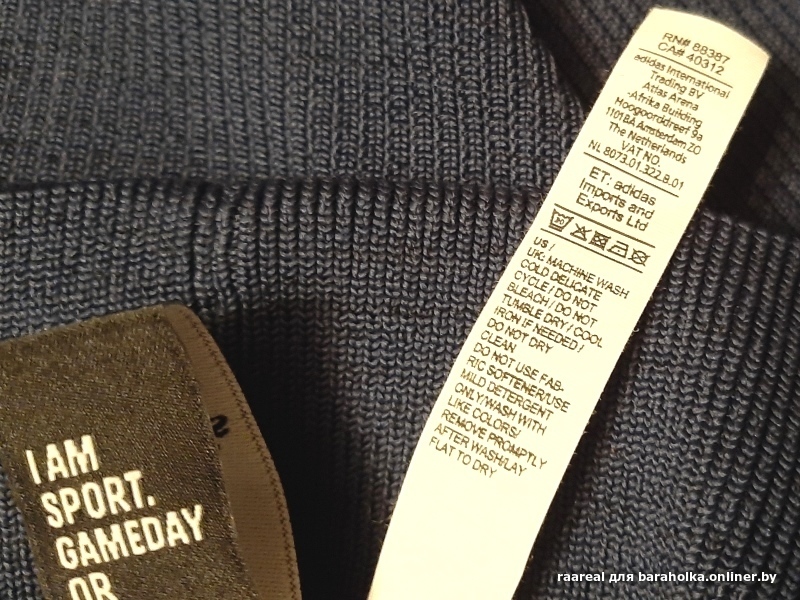 RN# 88387
CA# 40312
adidas International
Trading BV
Atlas Arena
-Afrika Building
Hoogoorddreef 9a
1101BA Amsterdam ZO
The Netherlands
VAT NO.
NL 8073.01.322.B.01
ET: adidas
Imports and
Exports Ltd
US /
UK: MACHINE WASH
COLD DELICATE
CYCLE / DO NOT
BLEACH / DO NOT
TUMBLE DRY / COOL
IRON IF NEEDED /
DO NOT DRY
CLEAN
DO NOT USE FAB-
RIC SOFTENER/USE
MILD DETERGENT
ONLY/WASH WITH
LIKE COLORS/
REMOVE PROMPTLY
AFTER WASH/LAY
FLAT TO DRY
I AM
SPORT.
GAMEDAY
OR
raareal для baraholka.onliner.by